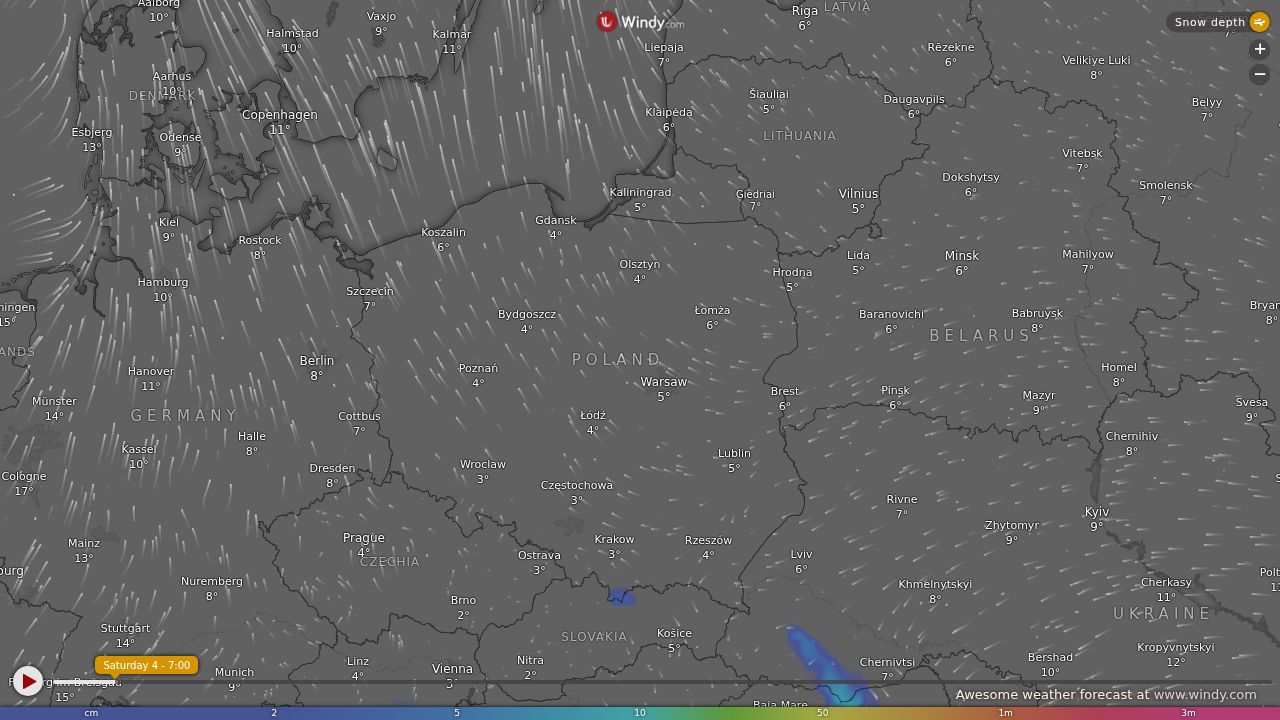 Aalborg
10°
Vaxjo
9°
Halmstad
10°
Kalmar
11°
Windy.com
Riga
6°
LATVIA
Snow depth
7°
Liepaja
7°
Rēzekne
6°
Velikiye Luki
8°
+
−
Aarhus
10°
DENMARK
Copenhagen
11°
Šiauliai
5°
Daugavpils
6°
Belyy
7°
Klaipėda
6°
Esbjerg
13°
Odense
9°
LITHUANIA
Vitebsk
7°
Dokshytsy
6°
Smolensk
7°
Kaliningrad
5°
Giedriai
7°
Vilnius
5°
Kiel
9°
Rostock
8°
Koszalin
6°
Gdansk
4°
Olsztyn
4°
Hrodna
5°
Lida
5°
Minsk
6°
Mahilyow
7°
Hamburg
10°
Szczecin
7°
ningen
15°
Bydgoszcz
4°
Łomża
6°
Baranovichi
6°
Babruysk
8°
Bryan
8°
BELARUS
ANDS
Hanover
11°
Berlin
8°
Poznań
4°
POLAND
Warsaw
5°
Brest
6°
Pinsk
6°
Homel
8°
Mazyr
9°
Svesa
9°
Münster
14°
GERMANY
Cottbus
7°
Łódź
4°
Halle
8°
Chernihiv
8°
Kassel
10°
Lublin
5°
Cologne
17°
Dresden
8°
Wroclaw
3°
Częstochowa
3°
Rivne
7°
Zhytomyr
9°
Kyiv
9°
Mainz
13°
Prague
4°
CZECHIA
Ostrava
3°
Krakow
3°
Rzeszów
4°
Lviv
6°
ourg
Nuremberg
8°
Brno
2°
Khmelnytskyi
8°
Cherkasy
11°
Polt
11
UKRAINE
Stuttgart
14°
SLOVAKIA
Košice
5°
Kropyvnytskyi
12°
Saturday 4 - 7:00
15°
Munich
9°
Linz
4°
Vienna
Nitra
2°
Chernivtsi
7°
Bershad
10°
Baia Mare
Awesome weather forecast at www.windy.com
cm 2 5 10 50 1m 3m